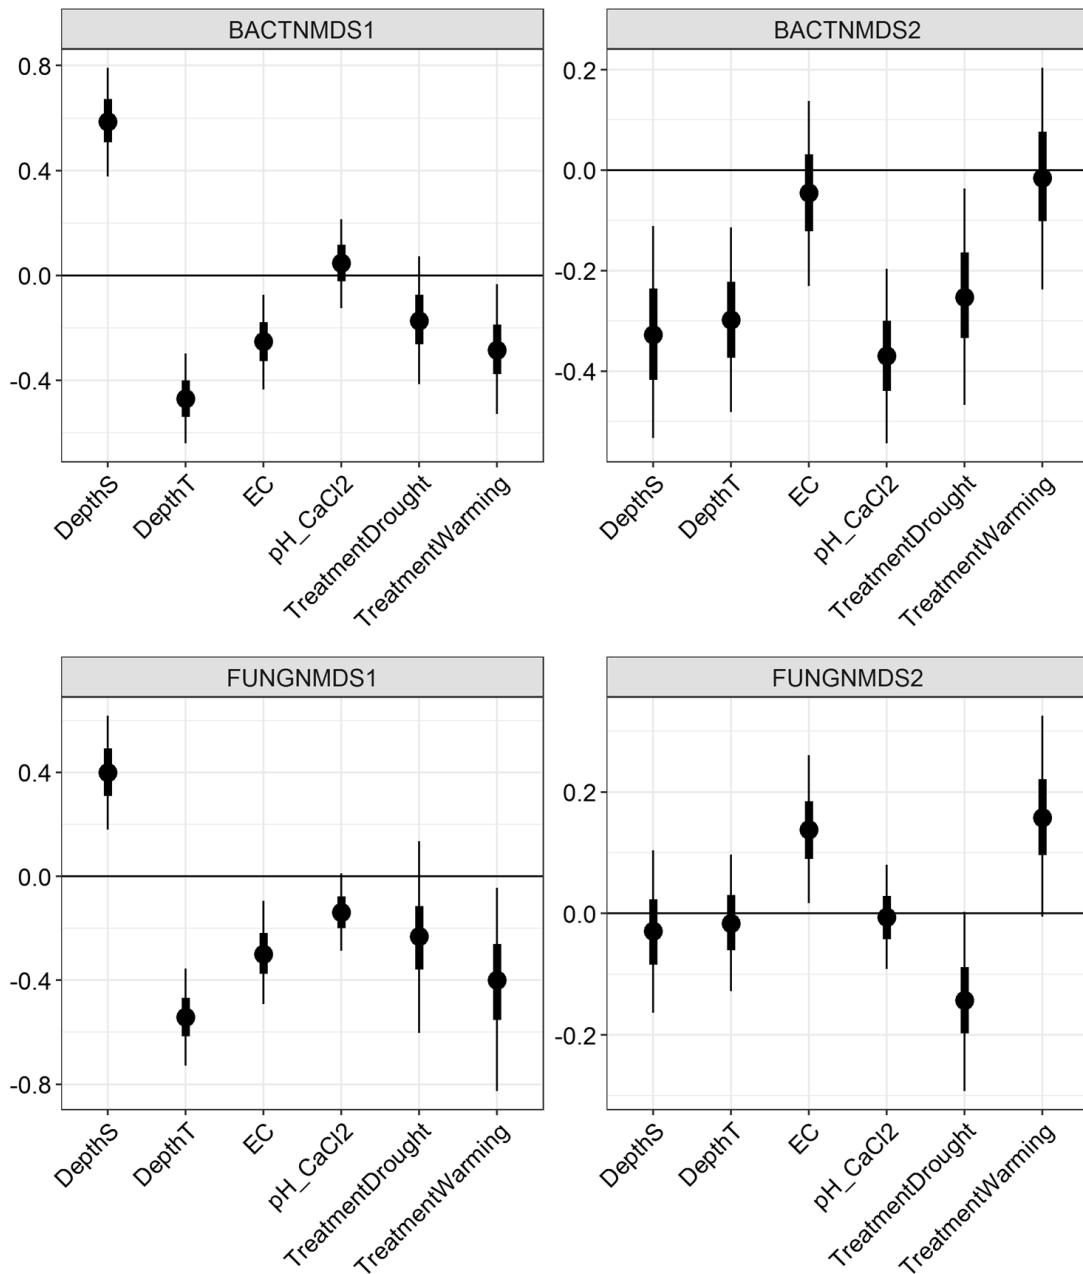 BACTNMDS1
0.8
0.4
0.0
-0.4
DepthS
DepthT
EC
pH_CaCl2
TreatmentDrought
TreatmentWarming
BACTNMDS2
0.2
0.0
-0.2
-0.4
DepthS
DepthT
EC
pH_CaCl2
TreatmentDrought
TreatmentWarming
FUNGNMDS1
0.4
0.0
-0.4
-0.8
DepthS
DepthT
EC
pH_CaCl2
TreatmentDrought
TreatmentWarming
FUNGNMDS2
0.2
0.0
-0.2
DepthS
DepthT
EC
pH_CaCl2
TreatmentDrought
TreatmentWarming